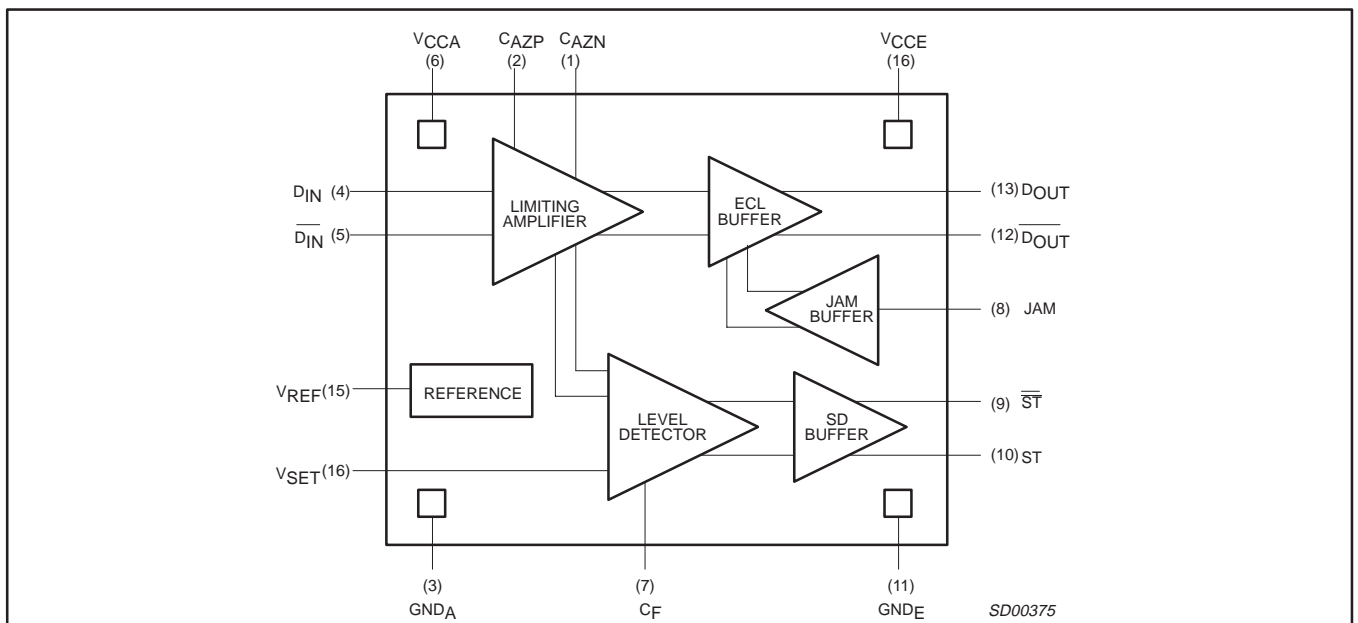 VCCA
(6)
CAZP
(2)
CAZN
(1)
VCCE
(16)
DIN (4)
LIMITING
AMPLIFIER
ECL
BUFFER
(13) DOUT
DIN (5)
(12) DOUT
JAM
BUFFER
(8) JAM
VREF(15)
REFERENCE
LEVEL
DETECTOR
SD
BUFFER
(9) ST
(10) ST
VSET(16)
(3)
GNDA
(7)
CF
(11)
GNDE
SD00375